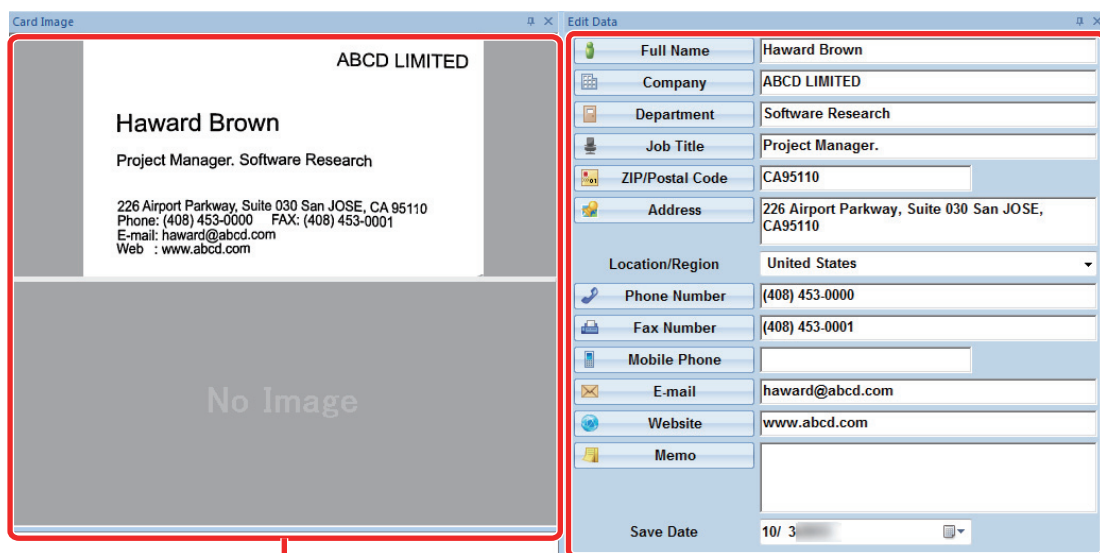 Card Image
ABCD LIMITED
Haward Brown
Project Manager. Software Research
226 Airport Parkway, Suite 030 San JOSE, CA 95110
Phone: (408) 453-0000 FAX: (408) 453-0001
E-mail: haward@abcd.com
Web : www.abcd.com
No Image
Edit Data
Full Name Haward Brown
Company ABCD LIMITED
Department Software Research
Job Title Project Manager.
ZIP/Postal Code CA95110
Address 226 Airport Parkway, Suite 030 San JOSE,
CA95110
Location/Region United States
Phone Number (408) 453-0000
Fax Number (408) 453-0001
Mobile Phone
E-mail haward@abcd.com
Website www.abcd.com
Memo
Save Date 10/ 3